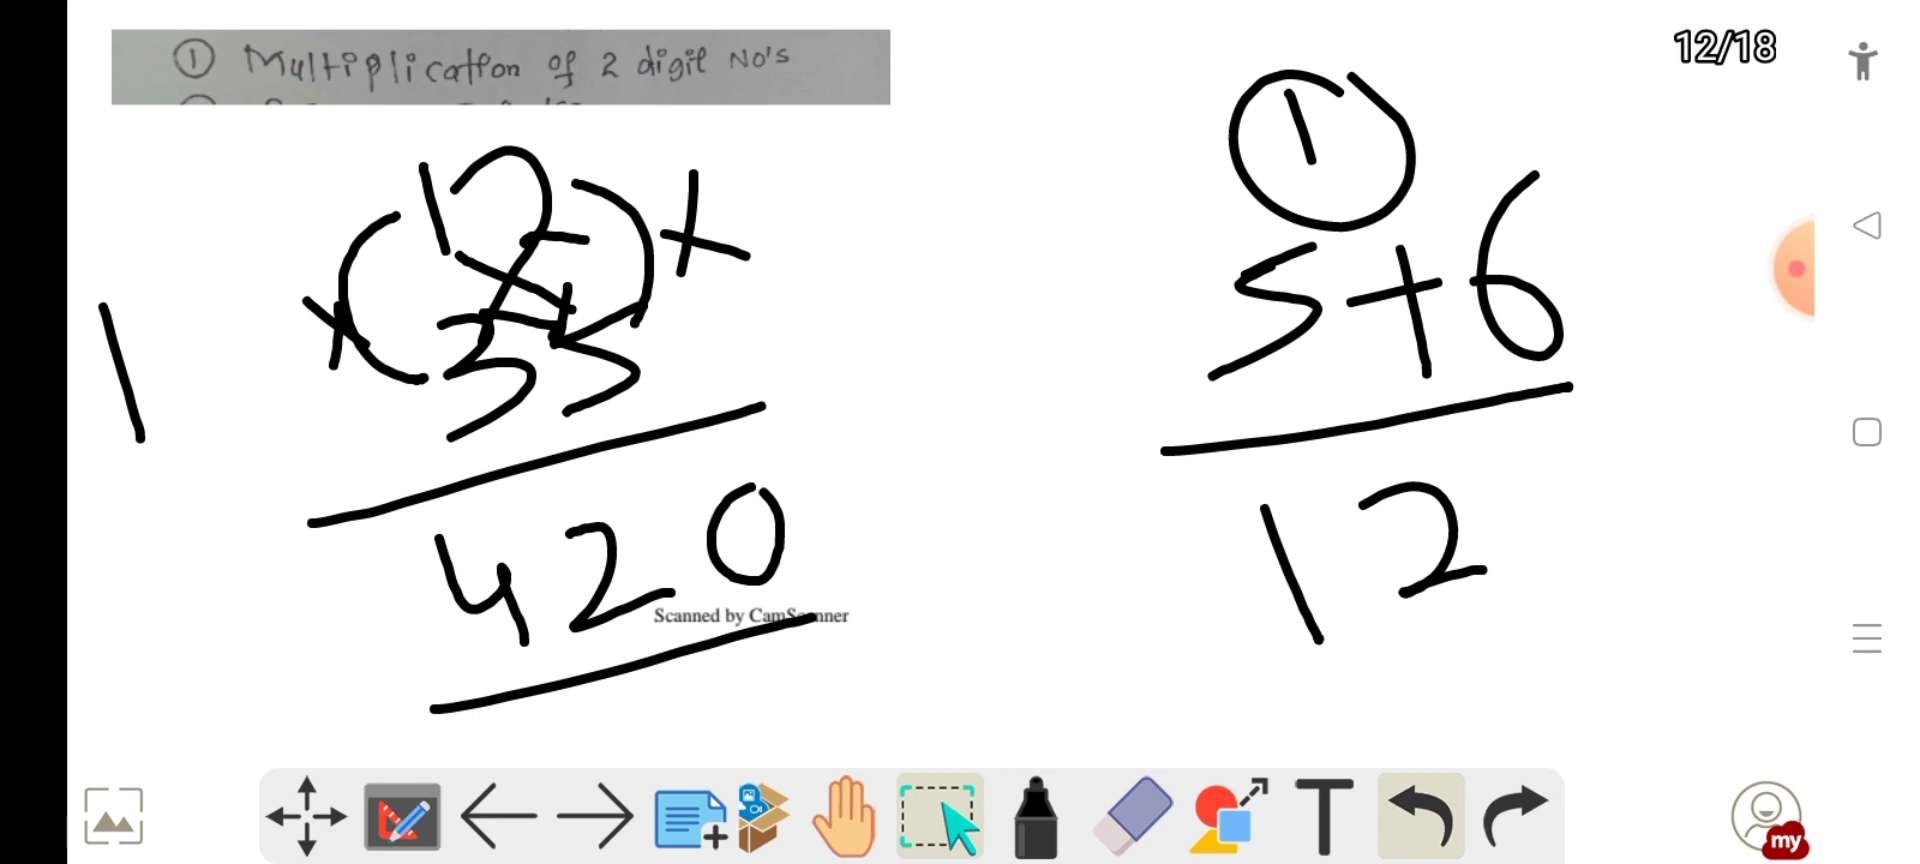 ① Multiplication of 2 digit No's
12/18
1
12
× ( × ) ×
35
420
Scanned by CamScanner
①
5+6
12
T
my